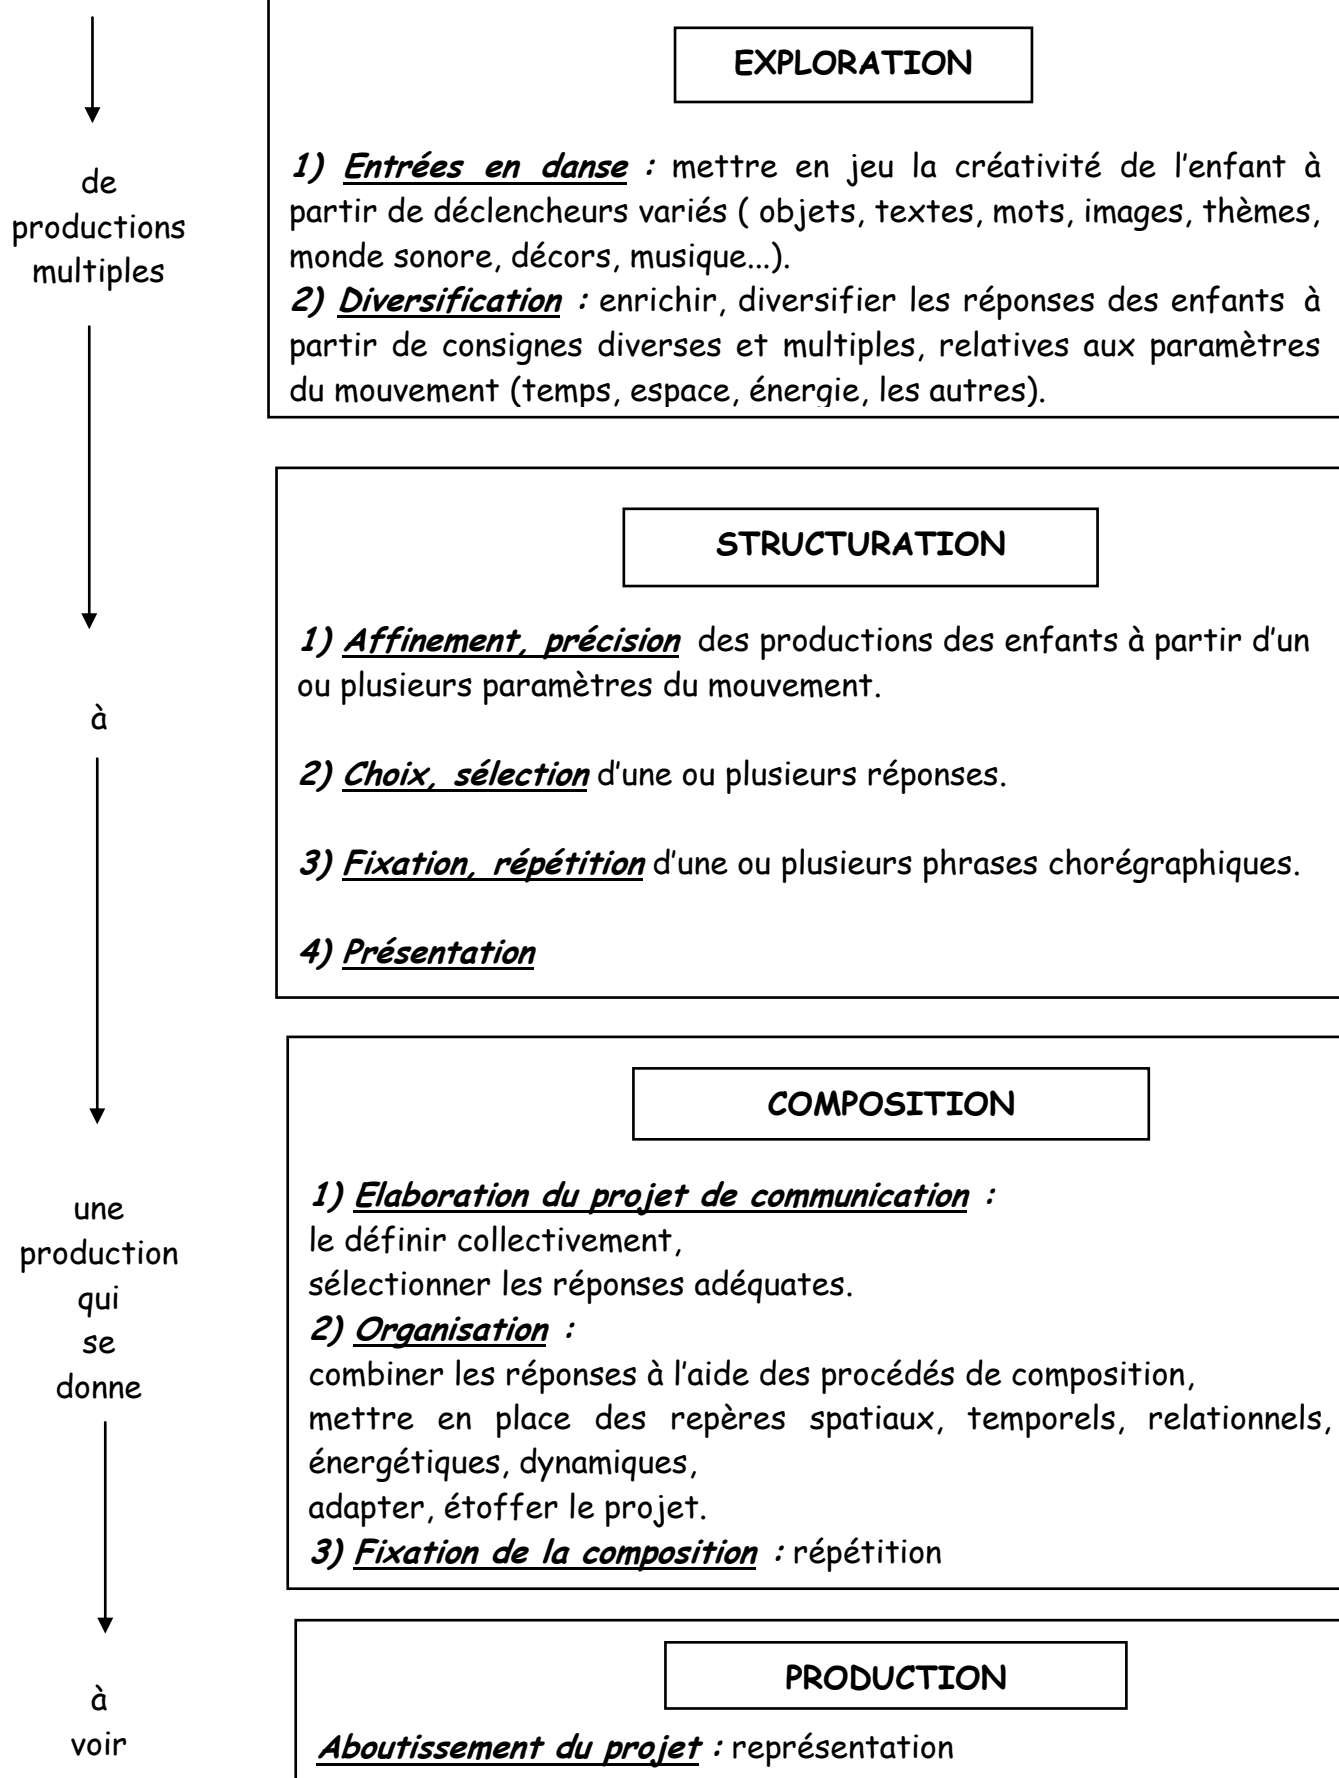 EXPLORATION
1) Entrées en danse : mettre en jeu la créativité de l'enfant à
partir de déclencheurs variés ( objets, textes, mots, images, thèmes,
monde sonore, décors, musique...).
2) Diversification : enrichir, diversifier les réponses des enfants à
partir de consignes diverses et multiples, relatives aux paramètres
du mouvement (temps, espace, énergie, les autres).
de
productions
multiples
STRUCTURATION
1) Affinement, précision des productions des enfants à partir d'un
ou plusieurs paramètres du mouvement.
2) Choix, sélection d'une ou plusieurs réponses.
3) Fixation, répétition d'une ou plusieurs phrases chorégraphiques.
4) Présentation
à
COMPOSITION
1) Elaboration du projet de communication :
le définir collectivement,
sélectionner les réponses adéquates.
2) Organisation :
combiner les réponses à l'aide des procédés de composition,
mettre en place des repères spatiaux, temporels, relationnels,
énergétiques, dynamiques,
adapter, étoffer le projet.
3) Fixation de la composition : répétition
une
production
qui
se
donne
PRODUCTION
Aboutissement du projet : représentation
à
voir